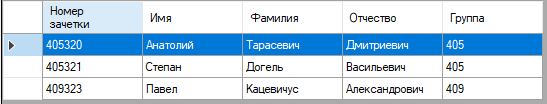 Номер зачетки Имя Фамилия Отчество Группа
405320 Анатолий Тарасевич Дмитриевич 405
405321 Степан Догель Васильевич 405
409323 Павел Кацевичус Александрович 409